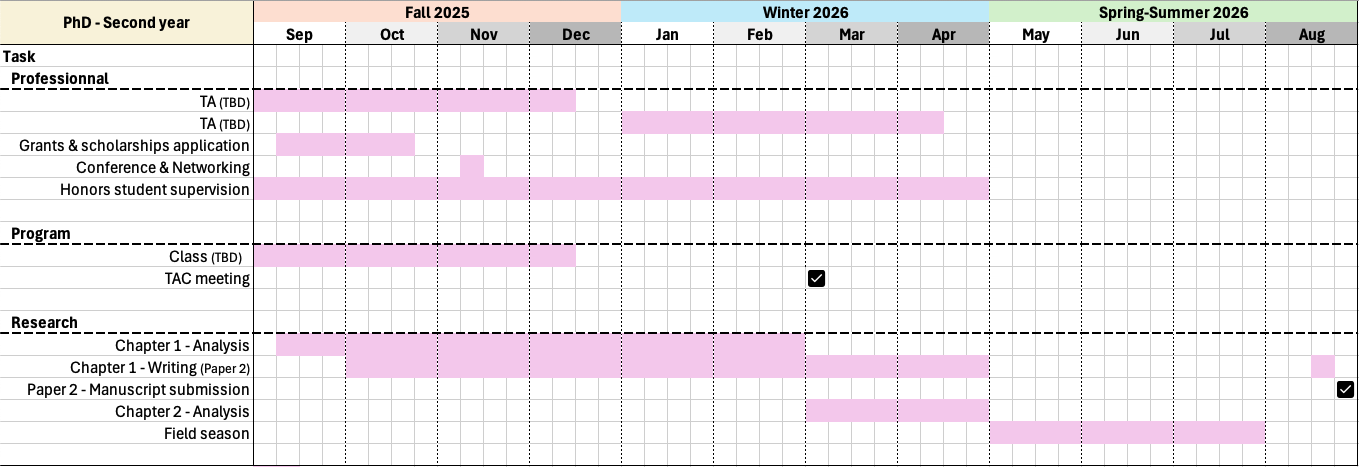 PhD - Second year
Fall 2025 Winter 2026 Spring-Summer 2026
Sep Oct Nov Dec Jan Feb Mar Apr May Jun Jul Aug
Task
Professionnal
TA (TBD)
TA (TBD)
Grants & scholarships application
Conference & Networking
Honors student supervision
Program
Class (TBD)
TAC meeting
Research
Chapter 1 - Analysis
Chapter 1 - Writing (Paper 2)
Paper 2 - Manuscript submission
Chapter 2 - Analysis
Field season